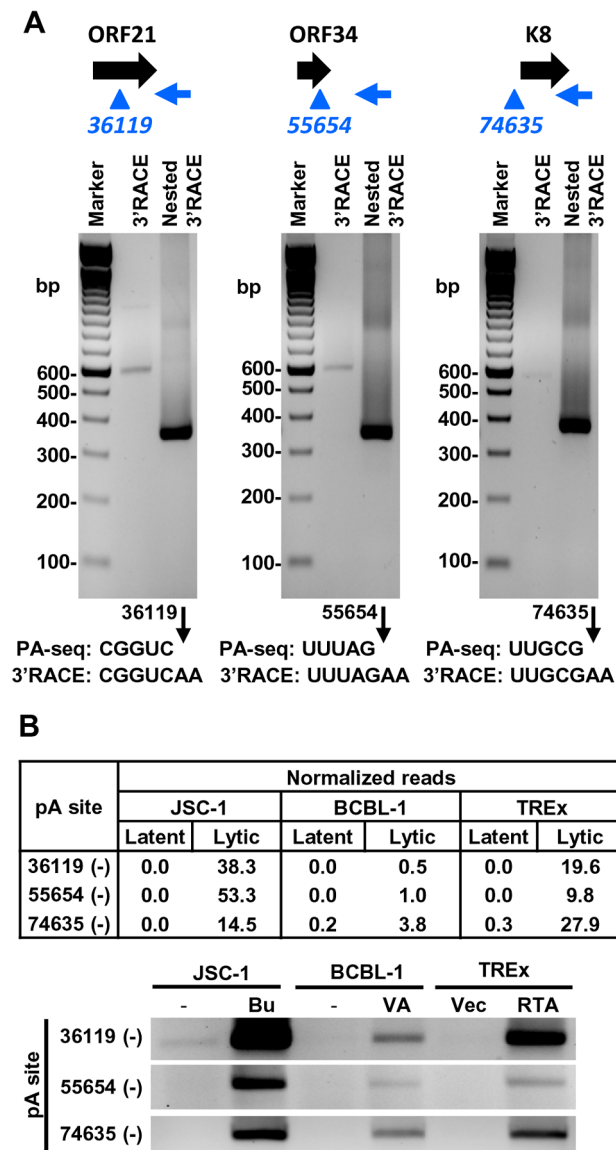 A
ORF21 ORF34 K8
36119 55654 74635
Marker 3'RACE Nested 3'RACE Marker 3'RACE Nested 3'RACE Marker 3'RACE Nested 3'RACE
bp bp bp
600- 600- 600-
500- 500- 500-
400- 400- 400-
300- 300- 300-
200- 200- 200-
100- 100- 100-
36119 55654 74635
PA-seq: CGGUC PA-seq: UUUAG PA-seq: UUGCG
3'RACE: CGGUCAA 3'RACE: UUUAGAA 3'RACE: UUGCGAA
B
pA site Normalized reads
JSC-1 BCBL-1 TREx
Latent Lytic Latent Lytic Latent Lytic
36119 (-) 0.0 38.3 0.0 0.5 0.0 19.6
55654 (-) 0.0 53.3 0.0 1.0 0.0 9.8
74635 (-) 0.0 14.5 0.2 3.8 0.3 27.9
JSC-1 BCBL-1 TREx
- Bu - VA Vec RTA
pA site
36119 (-)
55654 (-)
74635 (-)